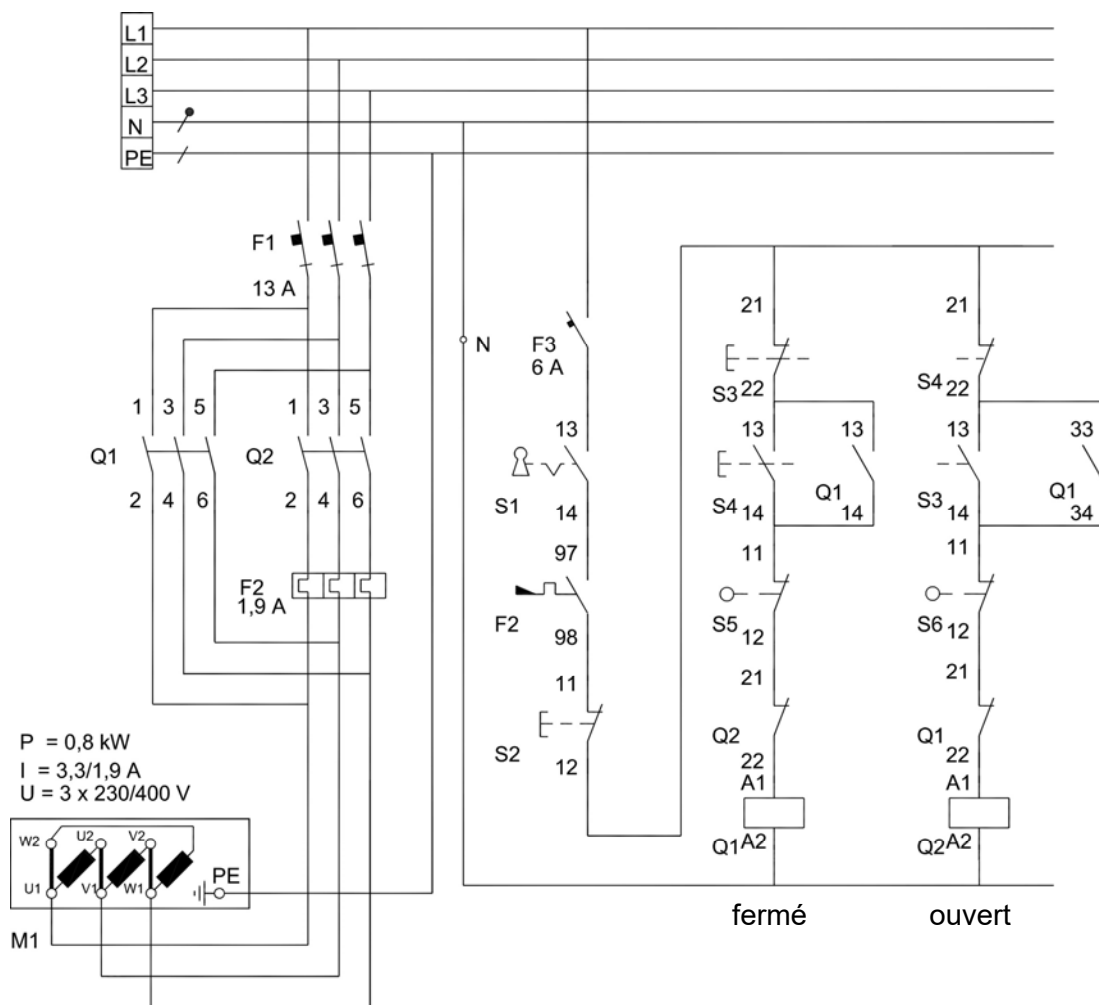 L1
L2
L3
N
PE
F1
13 A
N
F3
6 A
21
21
S3 22
S4 22
1 3 5
1 3 5
13
13
13
13
33
Q1
Q2
2 4 6
2 4 6
S1
14
S4 14
Q1
14
S3 14
Q1
34
97
11
11
F2
1,9 A
F2
98
S5 12
S6 12
11
21
21
S2
12
Q2
22
Q1
22
P = 0,8 kW
I = 3,3/1,9 A
U = 3 x 230/400 V
A1
A1
Q1 A2
Q2 A2
W2 U2 V2
U1 V1 W1
PE
M1
fermé
ouvert